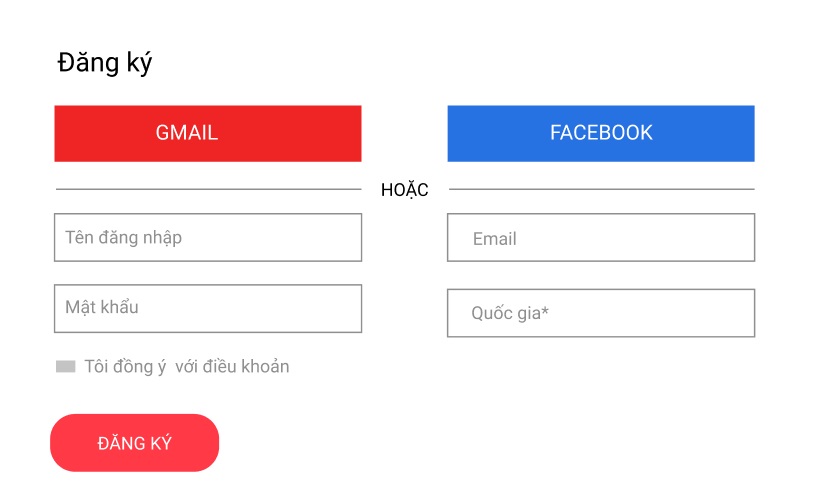 Đăng ký
GMAIL
FACEBOOK
HOẶC
Tên đăng nhập
Email
Mật khẩu
Quốc gia*
Tôi đồng ý  với điều khoản
ĐĂNG KÝ